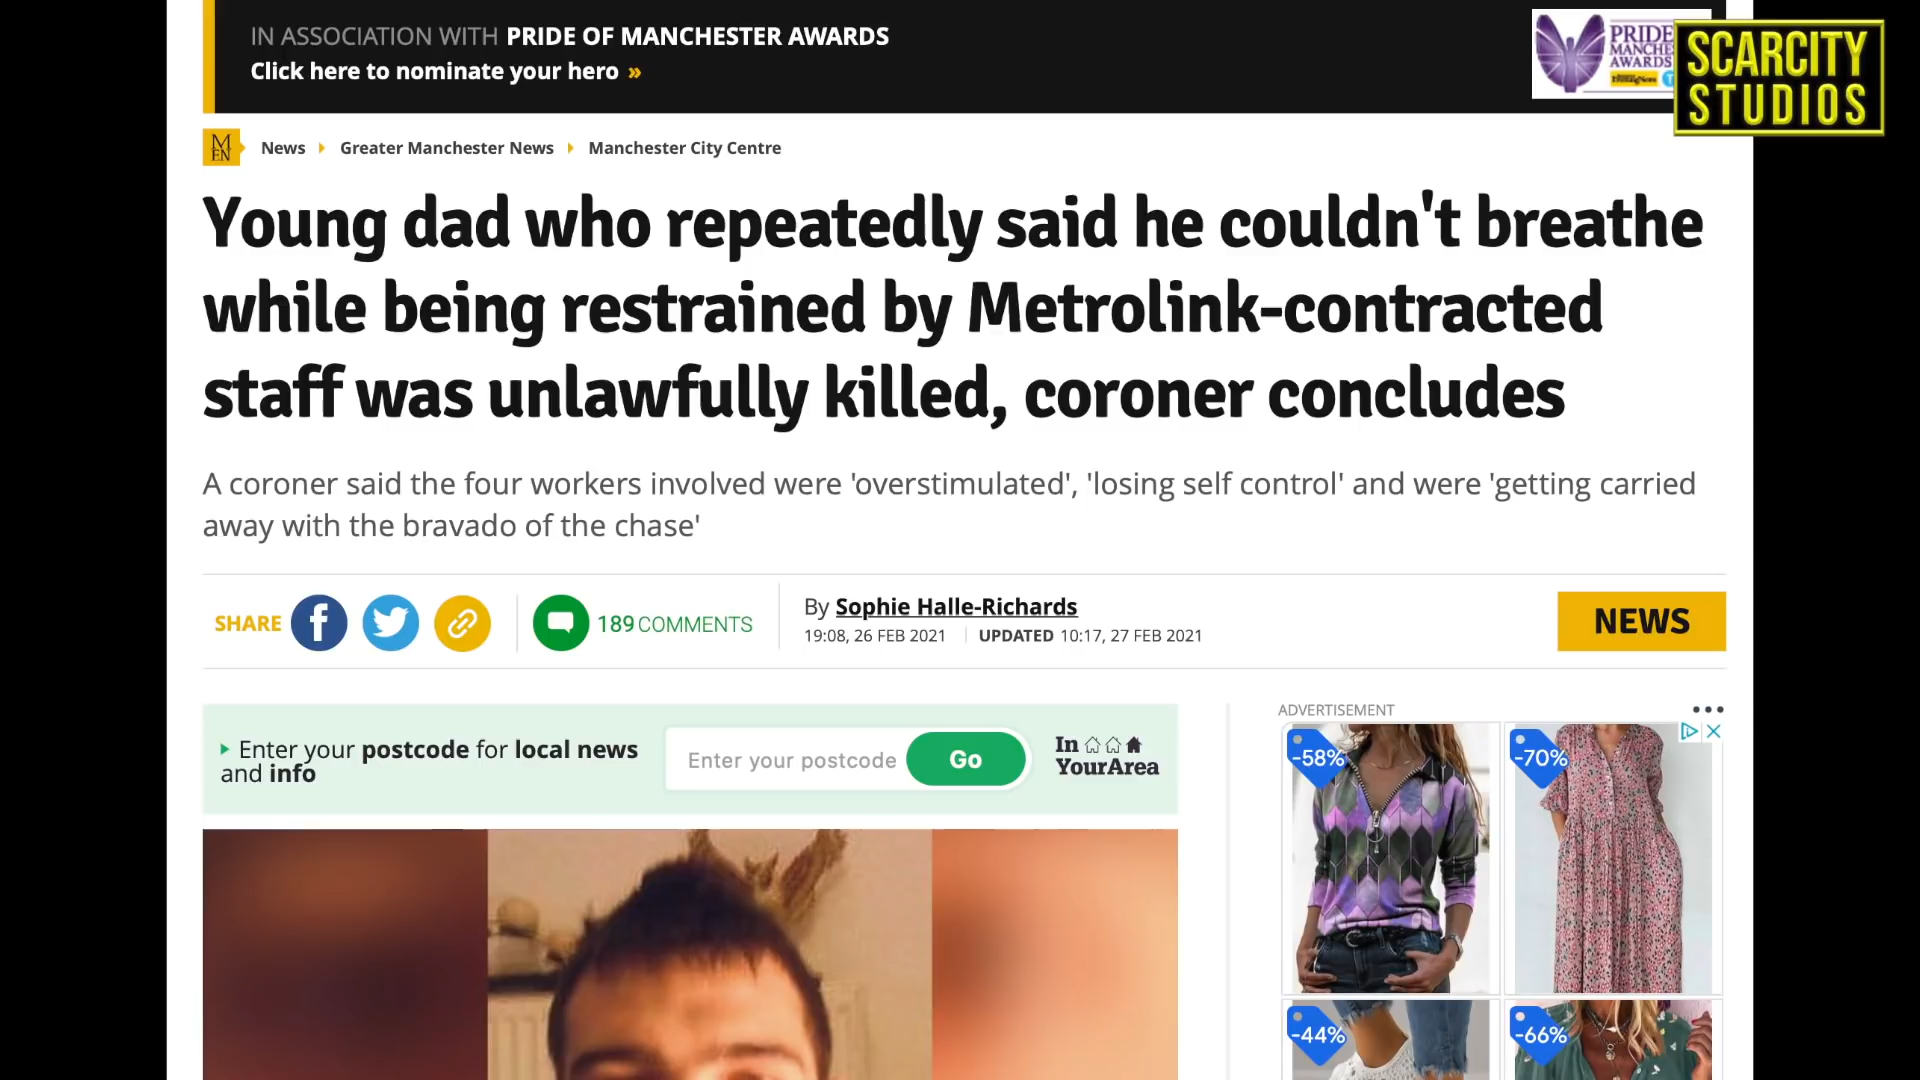 IN ASSOCIATION WITH PRIDE OF MANCHESTER AWARDS
Click here to nominate your hero »
PRIDE
MANCHE
AWARDS
SCARCITY
STUDIOS
M
EN
News
Greater Manchester News
Manchester City Centre
Young dad who repeatedly said he couldn't breathe
while being restrained by Metrolink-contracted
staff was unlawfully killed, coroner concludes
A coroner said the four workers involved were 'overstimulated', 'losing self control' and were 'getting carried
away with the bravado of the chase'
SHARE
189 COMMENTS
By Sophie Halle-Richards
19:08, 26 FEB 2021
UPDATED 10:17, 27 FEB 2021
NEWS
Enter your postcode for local news
and info
Enter your postcode
Go
In
YourArea
ADVERTISEMENT
-58%
-70%
-44%
-66%